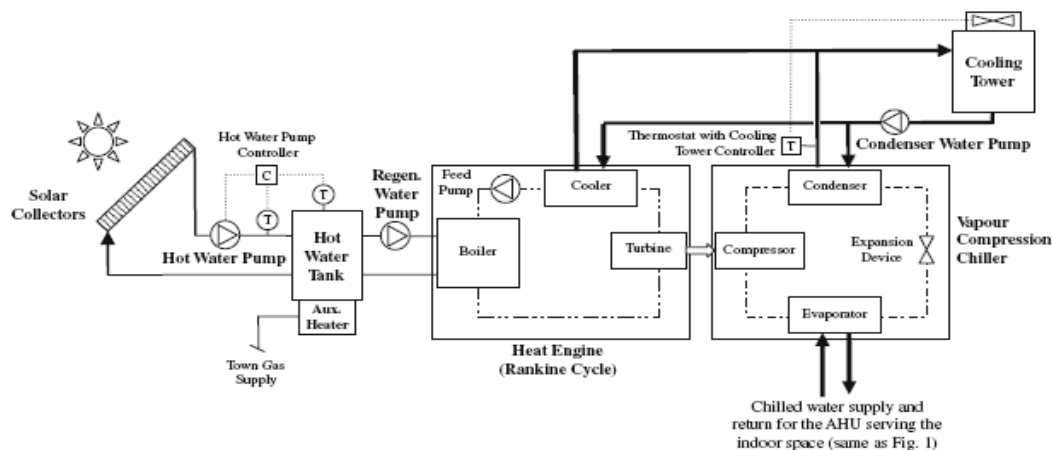 Cooling
Tower
Hot Water Pump
Controller
C
T
T
Solar
Collectors
Hot Water Pump
Hot
Water
Tank
Aux.
Heater
Town Gas
Supply
Regen.
Water
Pump
Feed
Pump
Cooler
Boiler
Turbine
Heat Engine
(Rankine Cycle)
Thermostat with Cooling
Tower Controller
T
Condenser Water Pump
Condenser
Compressor
Expansion
Device
Evaporator
Vapour
Compression
Chiller
Chilled water supply and
return for the AHU serving the
indoor space (same as Fig. 1)